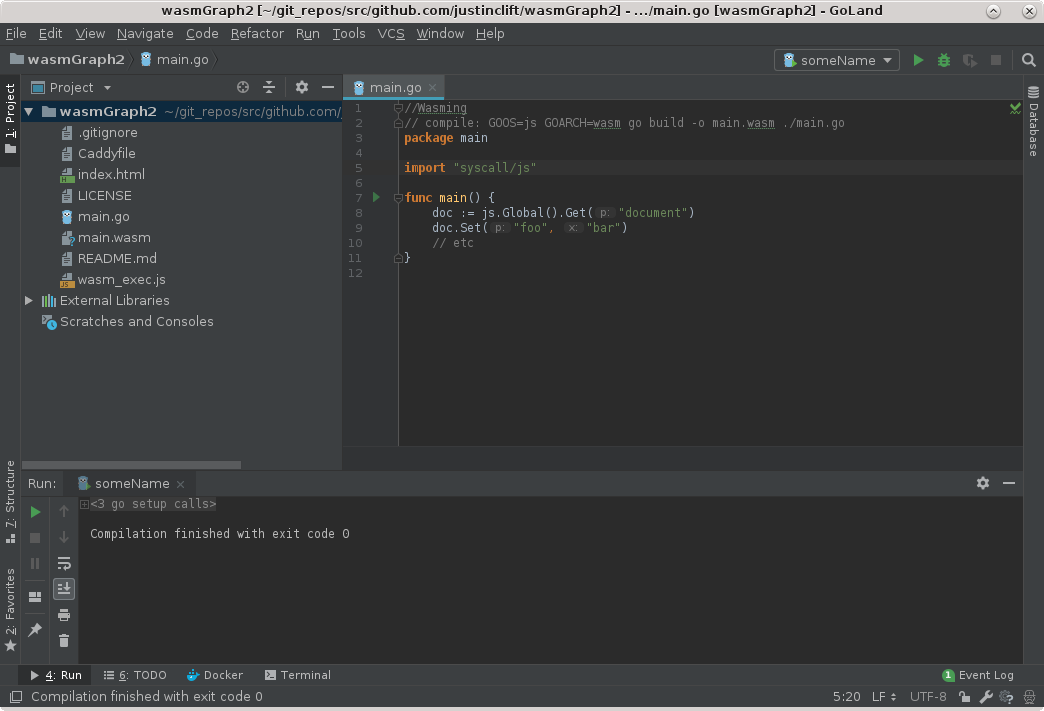 wasmGraph2 [~/git_repos/src/github.com/justinclift/wasmGraph2] - .../main.go [wasmGraph2] - GoLand
File Edit View Navigate Code Refactor Run Tools VCS Window Help
wasmGraph2 main.go someName
1: Project
Project
wasmGraph2 ~/git_repos/src/github.com/
.gitignore
Caddyfile
index.html
LICENSE
main.go
main.wasm
README.md
wasm_exec.js
External Libraries
Scratches and Consoles
main.go
1 //Wasming
2 // compile: GOOS=js GOARCH=wasm go build -o main.wasm ./main.go
3 package main
4
5 import "syscall/js"
6
7 func main() {
8 doc := js.Global().Get( p: "document")
9 doc.Set( p: "foo", x: "bar")
10 // etc
11 }
12
Database
7: Structure
2: Favorites
Run: someName
<3 go setup calls>
Compilation finished with exit code 0
4: Run 6: TODO Docker Terminal 1 Event Log
Compilation finished with exit code 0 5:20 LF UTF-8